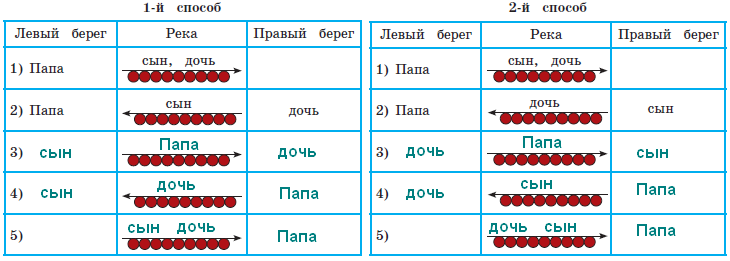 1-й способ
Левый берег Река Правый берег
1) Папа сын, дочь
2) Папа сын дочь
3) сын Папа дочь
4) сын дочь Папа
5) сын дочь Папа
2-й способ
Левый берег Река Правый берег
1) Папа сын, дочь
2) Папа дочь сын
3) дочь Папа сын
4) дочь сын Папа
5) дочь сын Папа